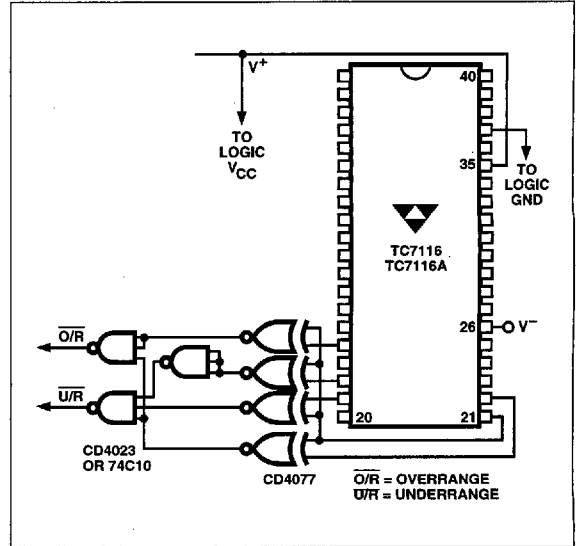 V+
TO
LOGIC
VCC
40
35
TO
LOGIC
GND
TC7116
TC7116A
26
V–
O/R
U/R
20
21
CD4023
OR 74C10
CD4077
O/R = OVERRANGE
U/R = UNDERRANGE